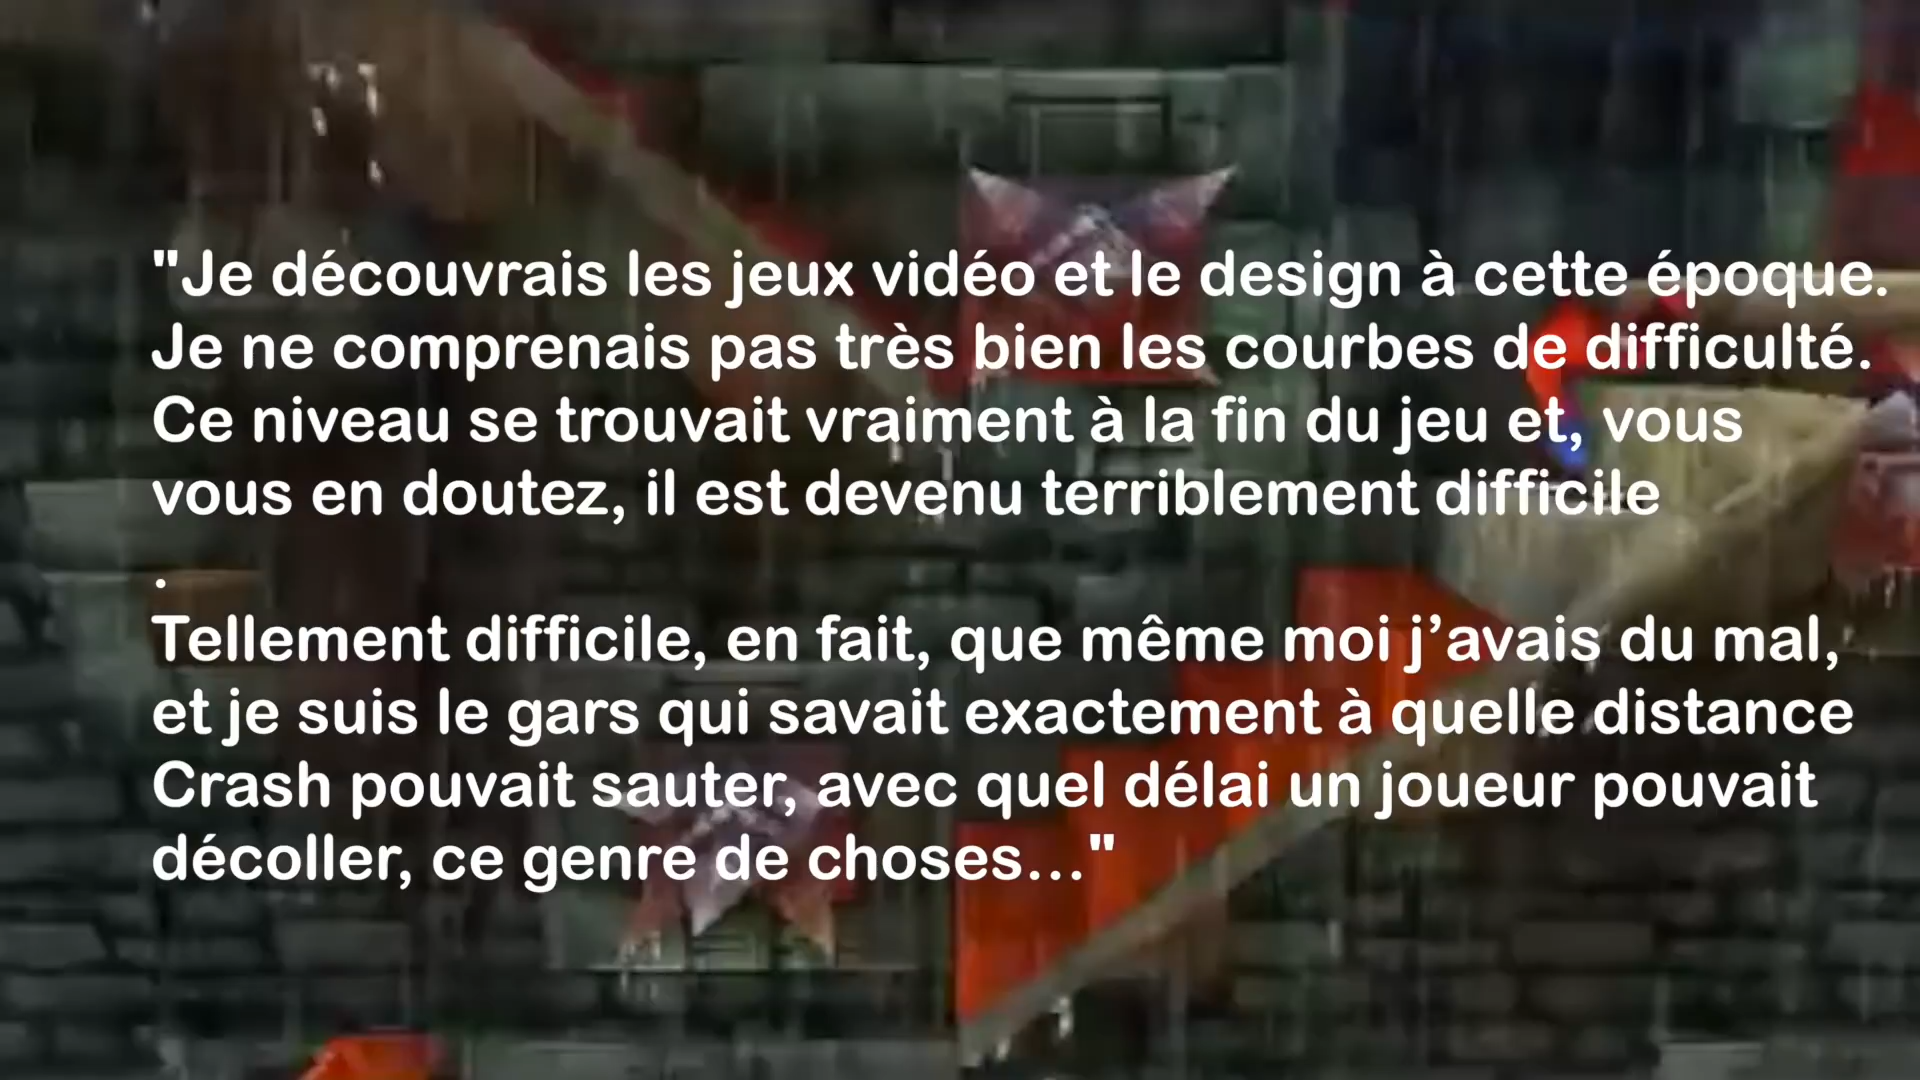 "Je découvrais les jeux vidéo et le design à cette époque.
Je ne comprenais pas très bien les courbes de difficulté.
Ce niveau se trouvait vraiment à la fin du jeu et, vous
vous en doutez, il est devenu terriblement difficile
.
Tellement difficile, en fait, que même moi j’avais du mal,
et je suis le gars qui savait exactement à quelle distance
Crash pouvait sauter, avec quel délai un joueur pouvait
décoller, ce genre de choses…"